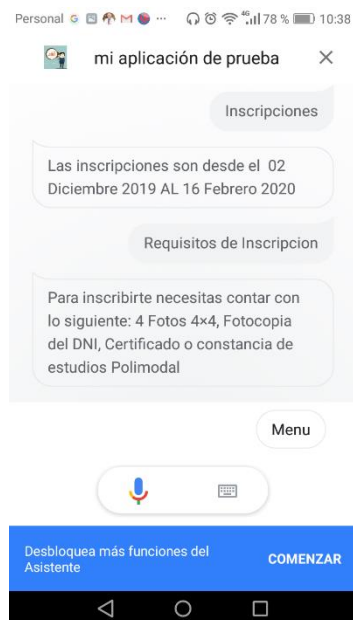 Personal 78 % 10:38
mi aplicación de prueba
Inscripciones
Las inscripciones son desde el 02
Diciembre 2019 AL 16 Febrero 2020
Requisitos de Inscripcion
Para inscribirte necesitas contar con
lo siguiente: 4 Fotos 4×4, Fotocopia
del DNI, Certificado o constancia de
estudios Polimodal
Menu
Desbloquea más funciones del
Asistente
COMENZAR